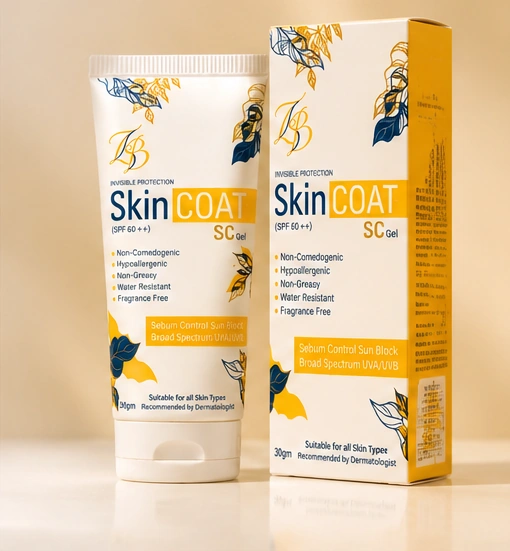 ZB
INVISIBLE PROTECTION
Skin COAT
(SPF 60 ++)
SC Gel
Non-Comedogenic
Hypoallergenic
Non-Greasy
Water Resistant
Fragrance Free
Sebum Control Sun Block
Broad Spectrum UVA/UVB
Suitable for all Skin Types
30gm Recommended by Dermatologist
ZB
INVISIBLE PROTECTION
Skin COAT
(SPF 60 ++)
SC Gel
Non-Comedogenic
Hypoallergenic
Non-Greasy
Water Resistant
Fragrance Free
Sebum Control Sun Block
Broad Spectrum UVA/UVB
Suitable for all Skin Types
30gm Recommended by Dermatologist